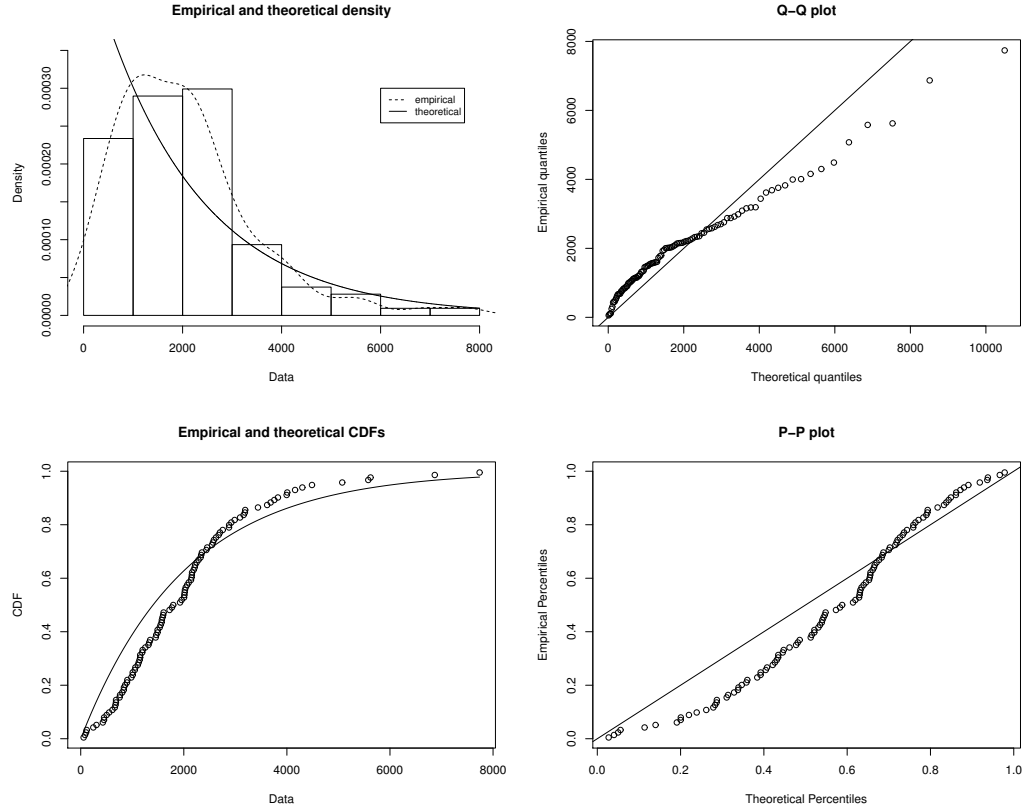 Empirical and theoretical density
Density
0.00000
0.00010
0.00020
0.00030
empirical
theoretical
0 2000 4000 6000 8000
Data
Q−Q plot
Empirical quantiles
0
2000
4000
6000
8000
0 2000 4000 6000 8000 10000
Theoretical quantiles
Empirical and theoretical CDFs
CDF
0.0
0.2
0.4
0.6
0.8
1.0
0 2000 4000 6000 8000
Data
P−P plot
Empirical Percentiles
0.0
0.2
0.4
0.6
0.8
1.0
0.0 0.2 0.4 0.6 0.8 1.0
Theoretical Percentiles